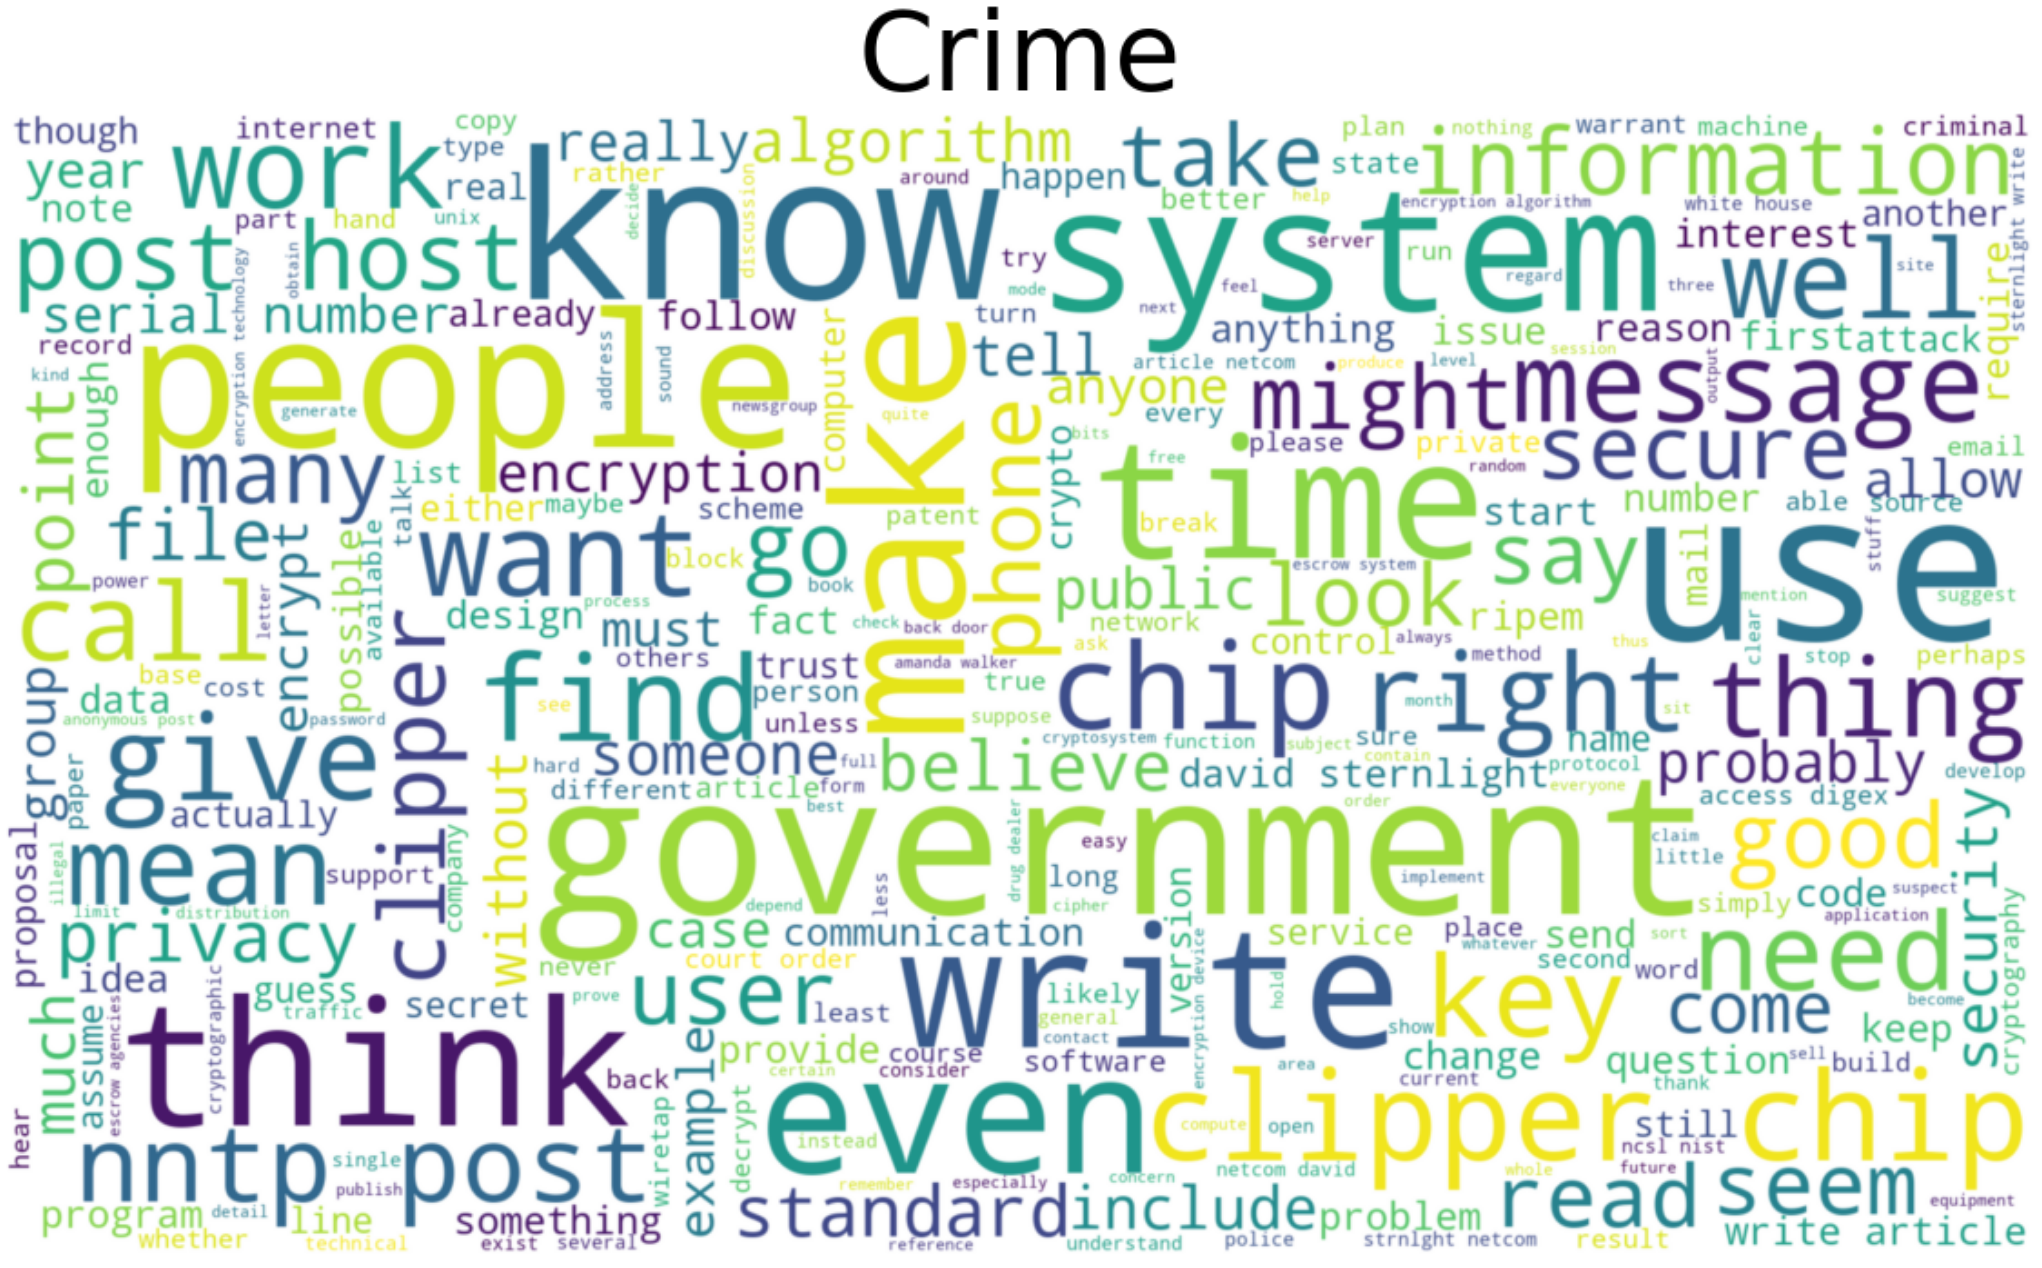 Crime
though
internet
copy
work
type
really
algorithm
take
plan
nothing
warrant
machine
criminal
year
real
rather
around
happen
state
information
note
part
hand
unix
decide
discussion
know
better
help
encryption algorithm
white house
another
sternlight write
post
host
obtain
encryption technology
try
system
server
run
interest
well
site
require
mode
feel
regard
three
next
serial number
already
follow
turn
anything
issue
reason
first
attack
record
people
address
sound
computer
make
tell
article netcom
produce
level
session
output
kind
enough
generate
newsgroup
quite
anyone
every
might
message
point
many
list
encryption
phone
crypto
bits
please
private
secure
email
free
random
allow
file
talk
either
maybe
scheme
patent
time
break
start
number
able
source
encrypt
possible
available
want
block
go
book
escrow system
say
use
mail
stuff
power
call
letter
clipper
design
process
must
fact
check
back door
public
look
ripem
mention
suggest
network
control
always
thus
clear
group
base
cost
data
find
others
trust
person
amanda walker
ask
true
chip
right
method
stop
perhaps
thing
anonymous post
password
see
unless
suppose
month
sit
give
someone
full
cryptosystem
function
subject
sure
name
contain
paper
hard
believe
david sternlight
protocol
probably
develop
actually
without
different
article
form
best
everyone
order
access digex
proposal
mean
government
drug dealer
easy
claim
little
good
security
illegal
support
company
long
implement
code
suspect
limit
distribution
depend
less
cipher
version
simply
application
cryptography
privacy
case
communication
service
place
whatever
send
sort
need
idea
never
court order
write
encryption device
hold
key
second
word
much
guess
traffic
secret
prove
user
least
likely
general
contact
come
become
keep
assume
escrow agencies
cryptographic
think
back
example
provide
course
consider
certain
software
area
show
change
current
question
sell
build
thank
hear
wiretap
decrypt
even
instead
clipper chip
compute
open
still
nntp post
single
publish
remember
especially
concern
netcom david
whole
ncsl nist
future
read
seem
equipment
program
detail
line
something
standard
include
problem
write article
whether
technical
exist
several
reference
understand
police
strnlght netcom
result